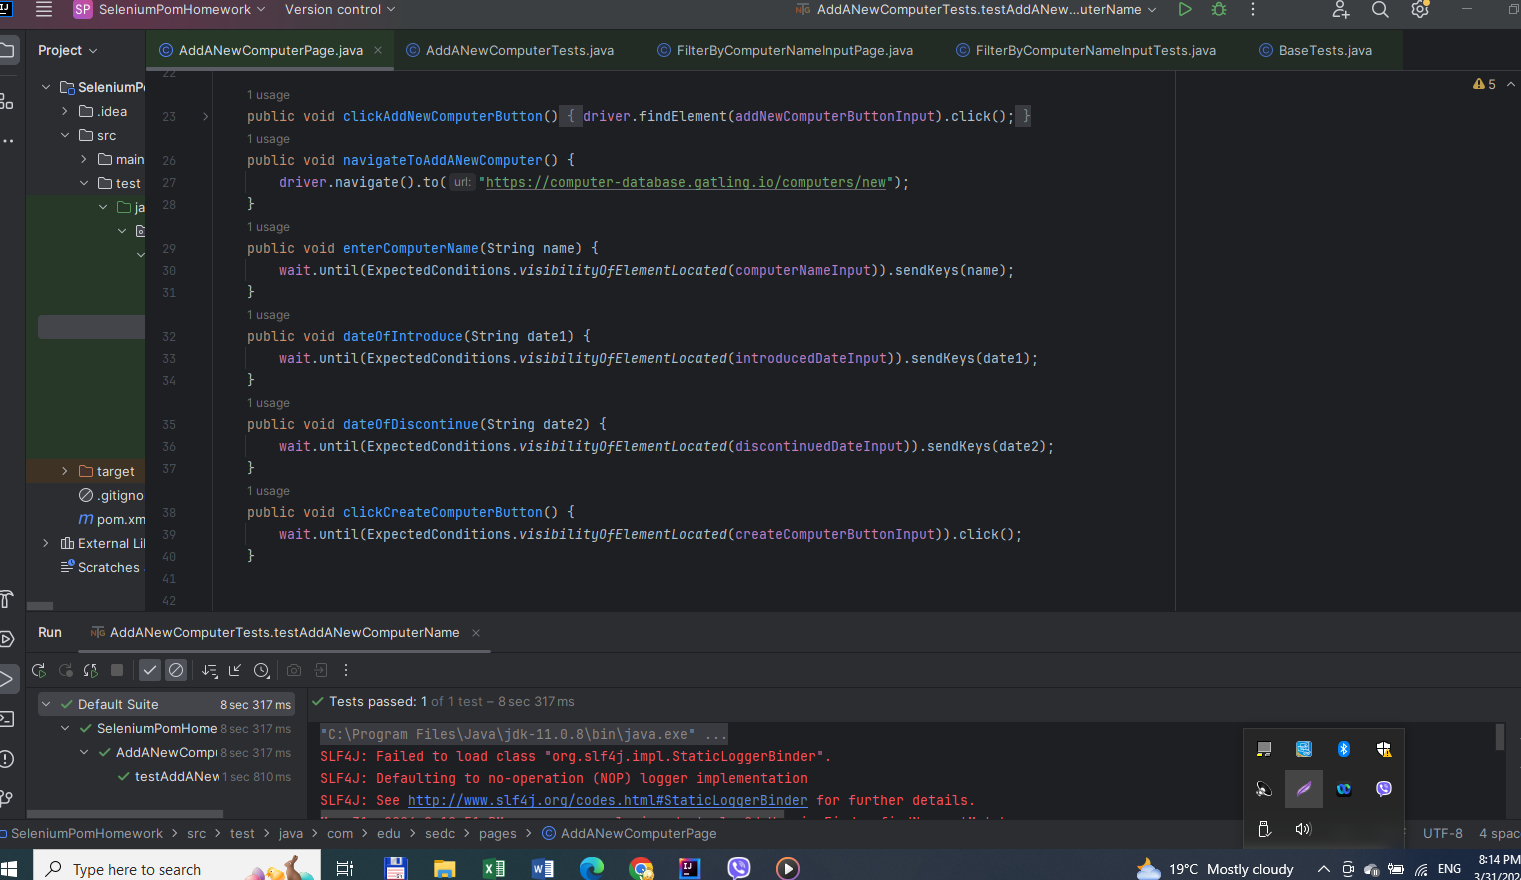 SP SeleniumPomHomework Version control AddANewComputerTests.testAddANew...uterName
Project AddANewComputerPage.java AddANewComputerTests.java FilterByComputerNameInputPage.java FilterByComputerNameInputTests.java BaseTests.java
SeleniumP
.idea
src
main
test
ja
target
.gitigno
pom.xm
External Li
Scratches
22
5
1 usage
23 public void clickAddNewComputerButton() { driver.findElement(addNewComputerButtonInput).click(); }
1 usage
26 public void navigateToAddANewComputer() {
27 driver.navigate().to( url: "https://computer-database.gatling.io/computers/new");
28 }
1 usage
29 public void enterComputerName(String name) {
30 wait.until(ExpectedConditions.visibilityOfElementLocated(computerNameInput)).sendKeys(name);
31 }
1 usage
32 public void dateOfIntroduce(String date1) {
33 wait.until(ExpectedConditions.visibilityOfElementLocated(introducedDateInput)).sendKeys(date1);
34 }
1 usage
35 public void dateOfDiscontinue(String date2) {
36 wait.until(ExpectedConditions.visibilityOfElementLocated(discontinuedDateInput)).sendKeys(date2);
37 }
1 usage
38 public void clickCreateComputerButton() {
39 wait.until(ExpectedConditions.visibilityOfElementLocated(createComputerButtonInput)).click();
40 }
41
42
Run AddANewComputerTests.testAddANewComputerName
Default Suite 8 sec 317 ms
SeleniumPomHome 8 sec 317 ms
AddANewComp 8 sec 317 ms
testAddANew 1 sec 810 ms
Tests passed: 1 of 1 test – 8 sec 317 ms
"C:\Program Files\Java\jdk-11.0.8\bin\java.exe" ...
SLF4J: Failed to load class "org.slf4j.impl.StaticLoggerBinder".
SLF4J: Defaulting to no-operation (NOP) logger implementation
SLF4J: See http://www.slf4j.org/codes.html#StaticLoggerBinder for further details.
SeleniumPomHomework > src > test > java > com > edu > sedc > pages > AddANewComputerPage
UTF-8 4 spac
Type here to search
19°C Mostly cloudy
ENG
8:14 PM
3/31/202